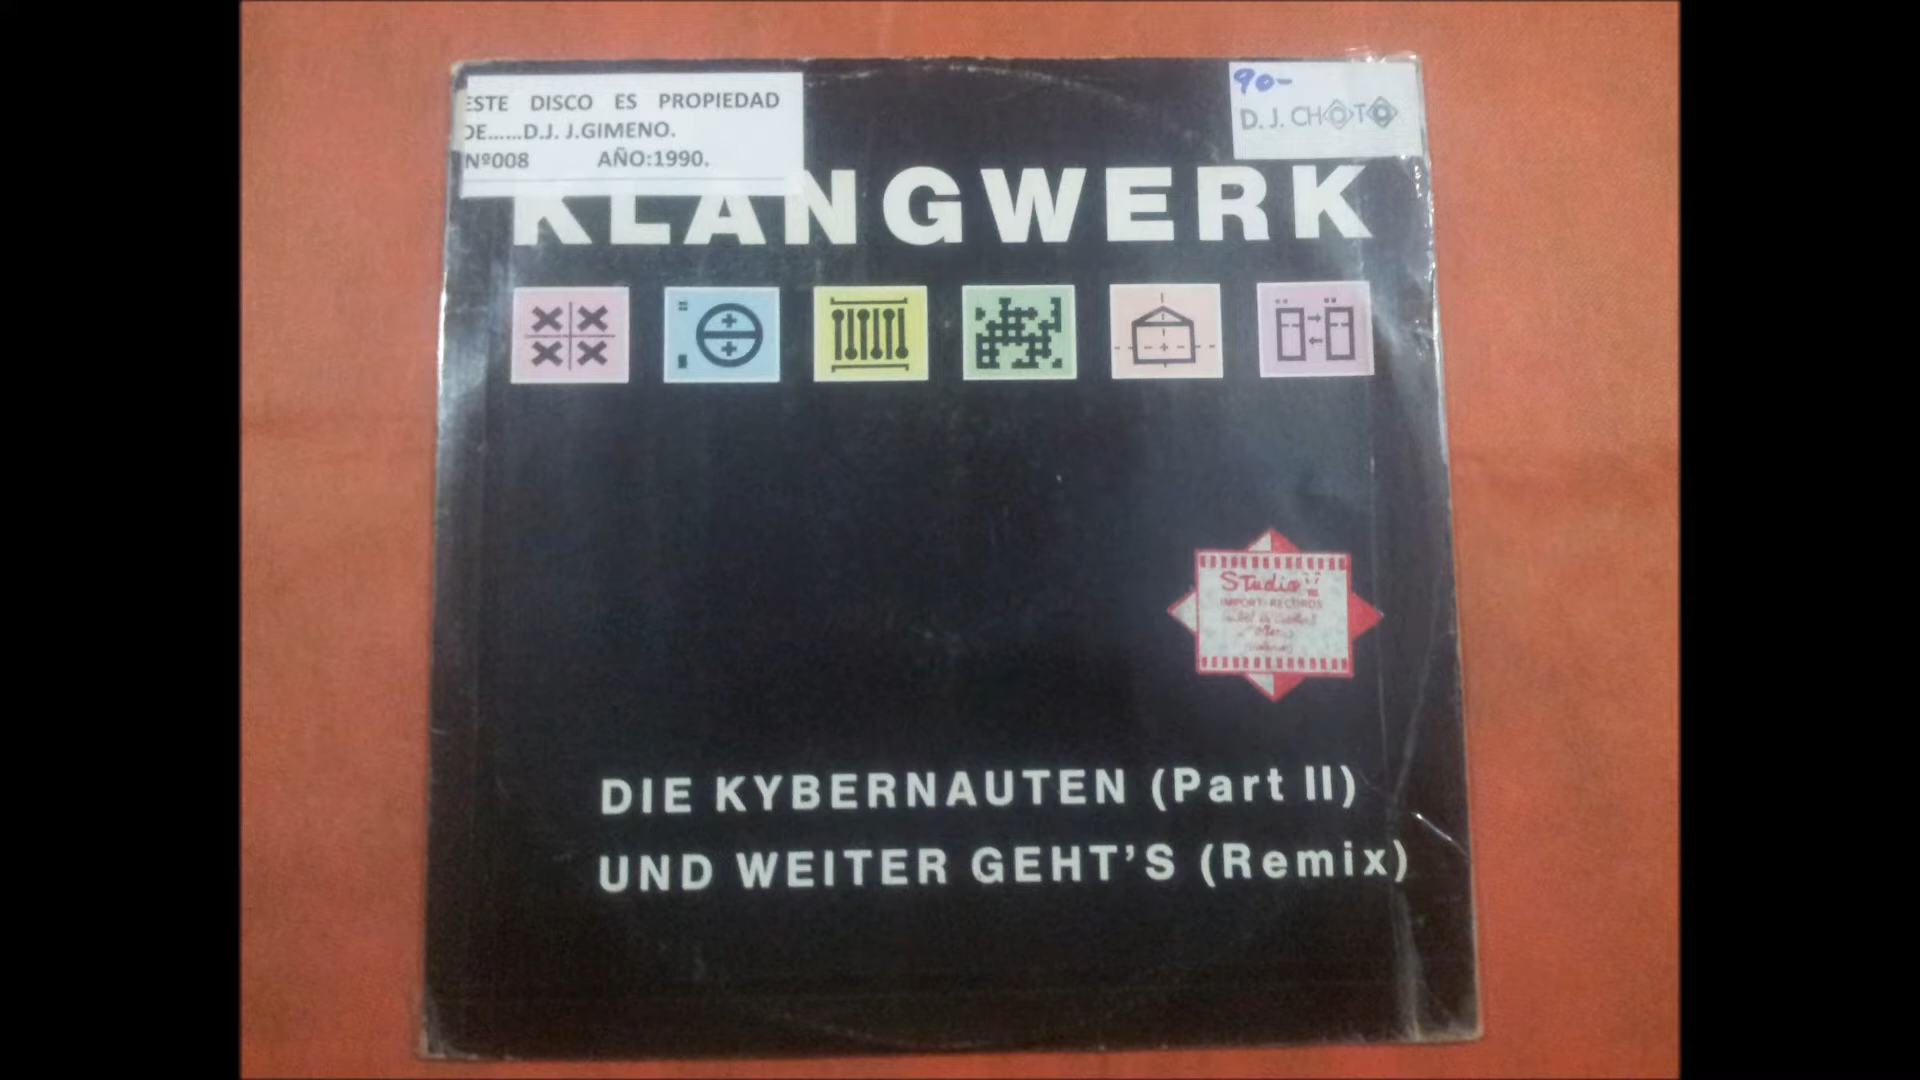 ESTE DISCO ES PROPIEDAD
DE......D.J. J.GIMENO.
Nº008 AÑO:1990.
90-
D.J. CHOTO
KLANGWERK
Studio
IMPORT-RECORDS
DIE KYBERNAUTEN (Part II)
UND WEITER GEHT'S (Remix)